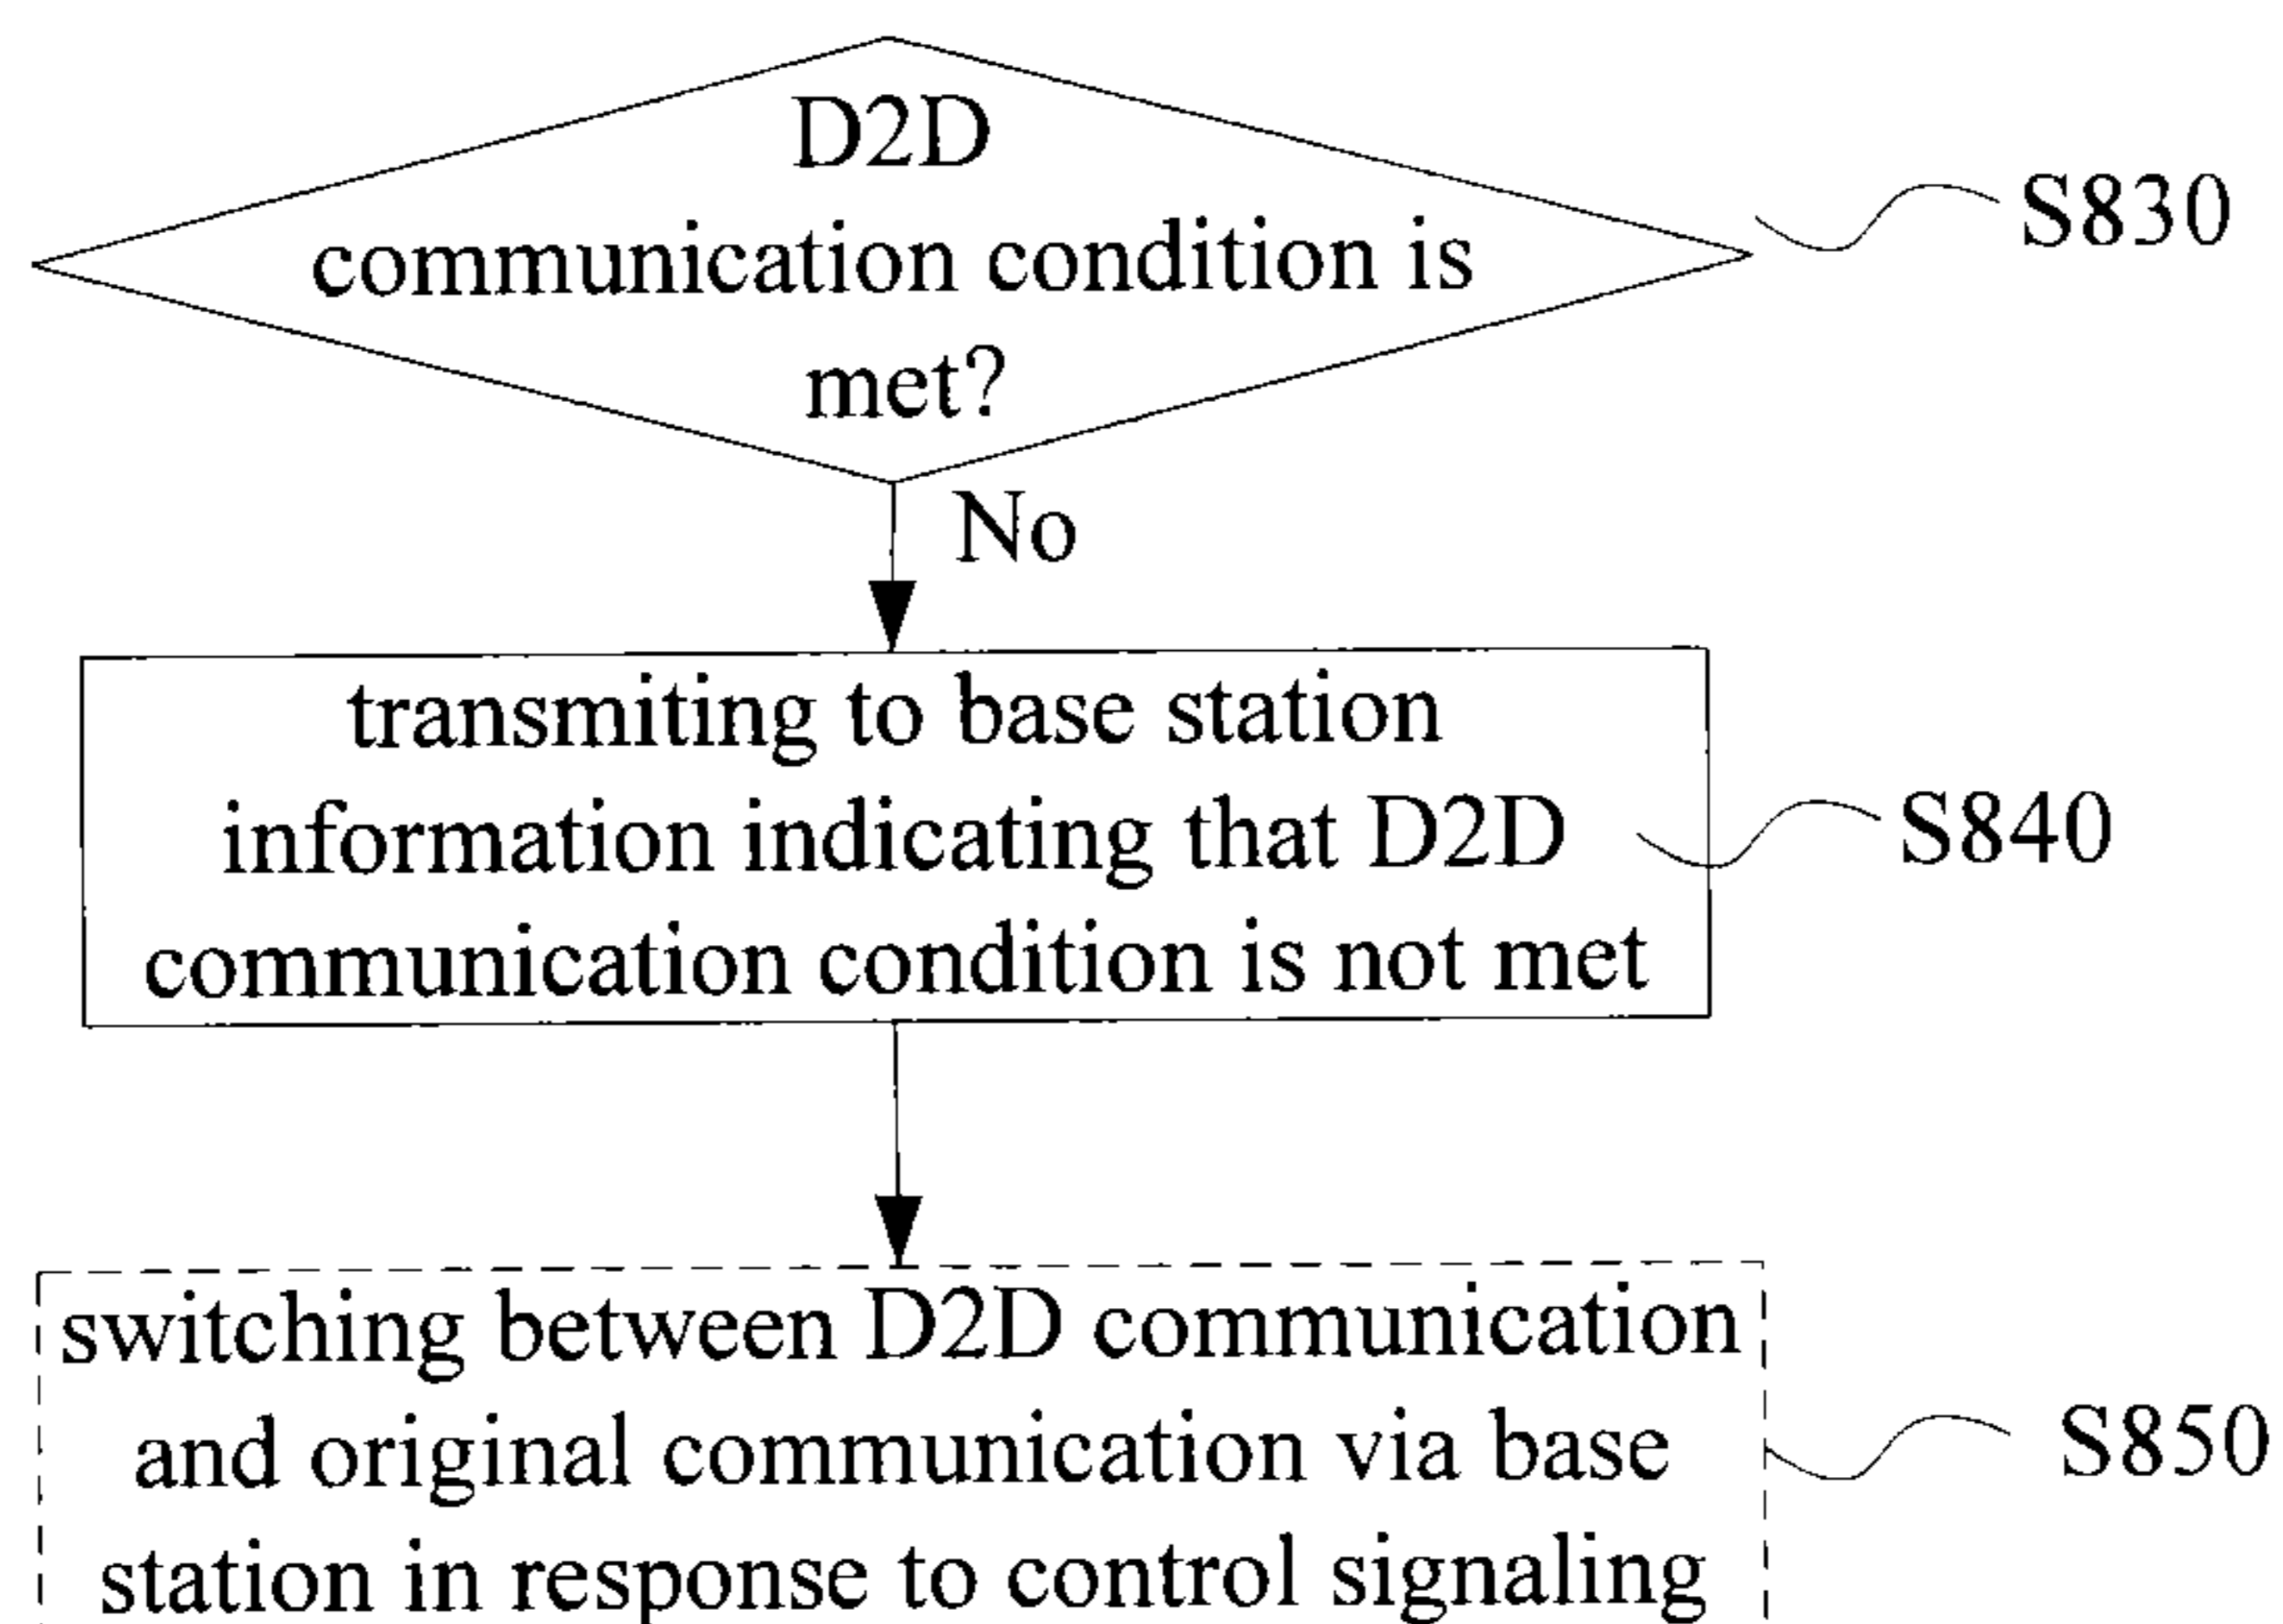 D2D
communication condition is
met?
S830
No
transmiting to base station
information indicating that D2D
communication condition is not met
S840
switching between D2D communication
and original communication via base
station in response to control signaling
S850